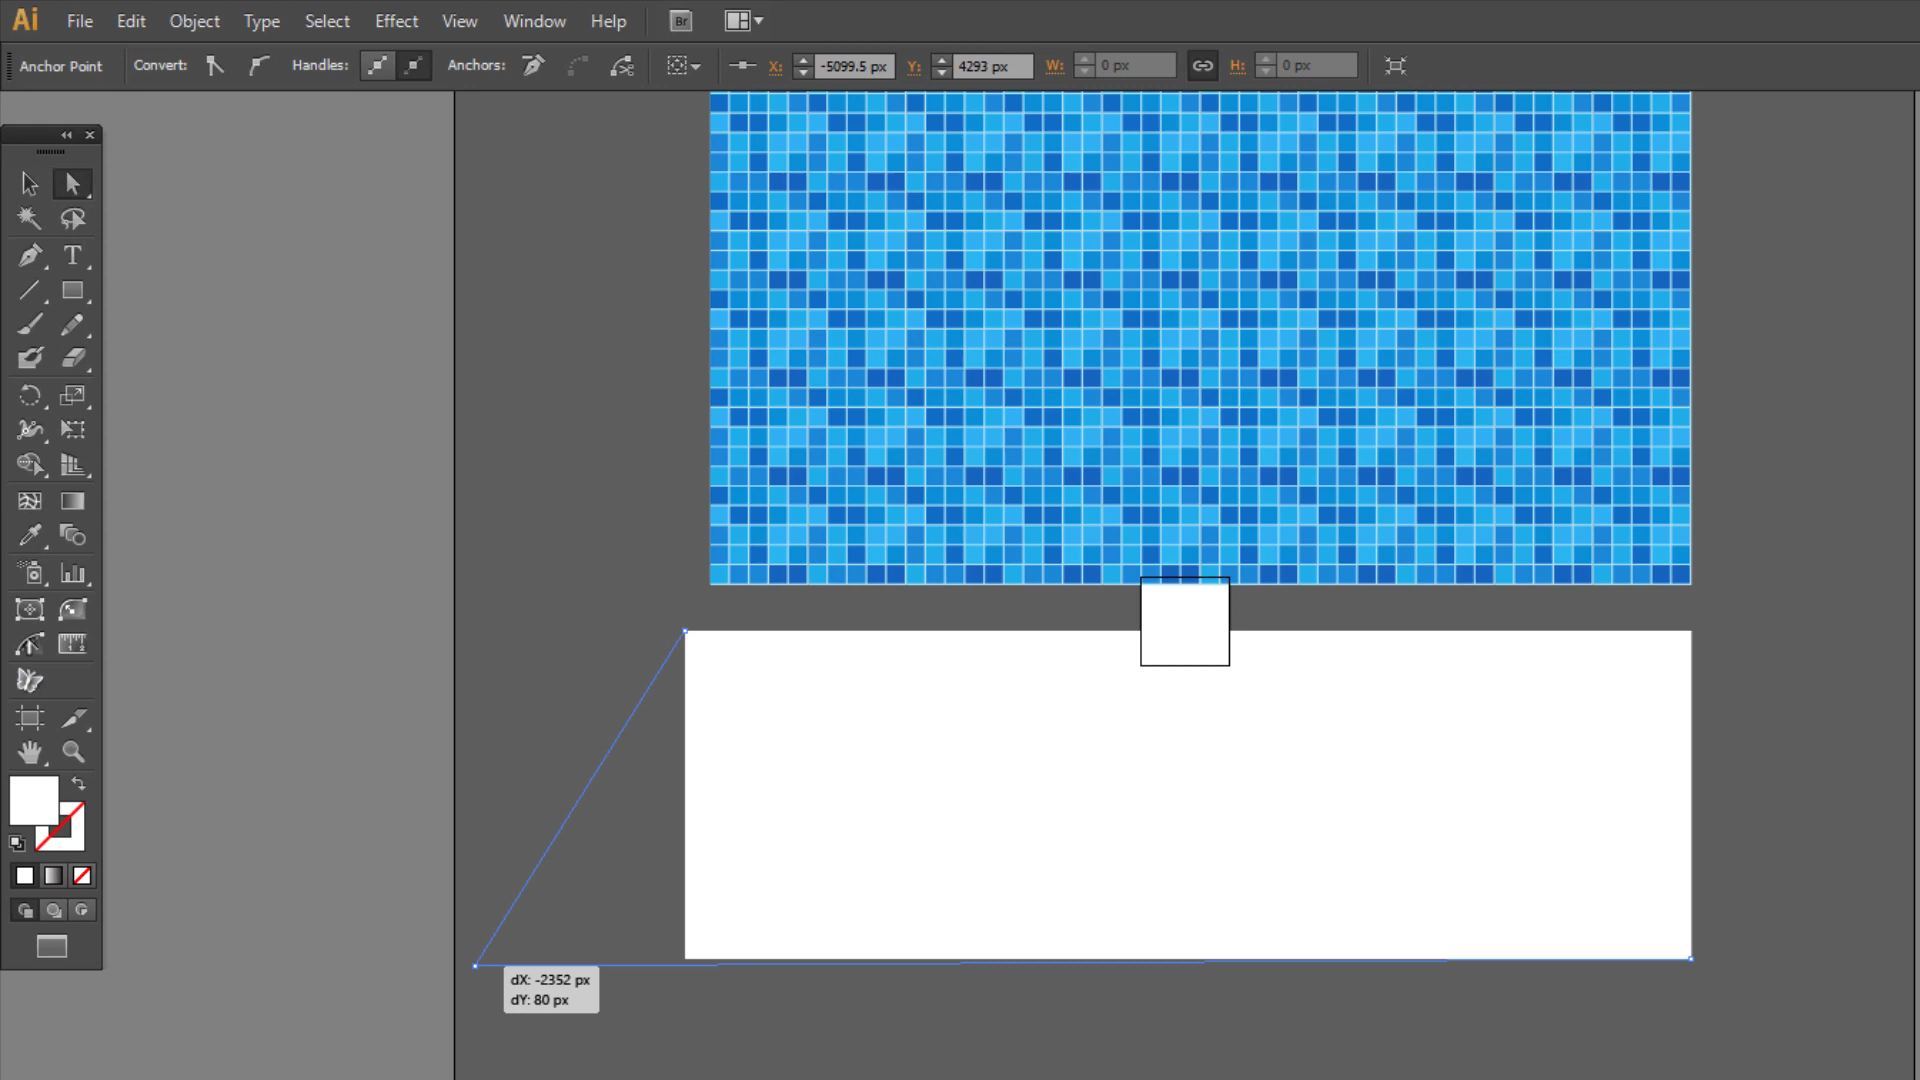 Ai File Edit Object Type Select Effect View Window Help Br
Anchor Point Convert: Handles: Anchors: X: -5099.5 px Y: 4293 px W: 0 px H: 0 px
T
dX: -2352 px
dY: 80 px